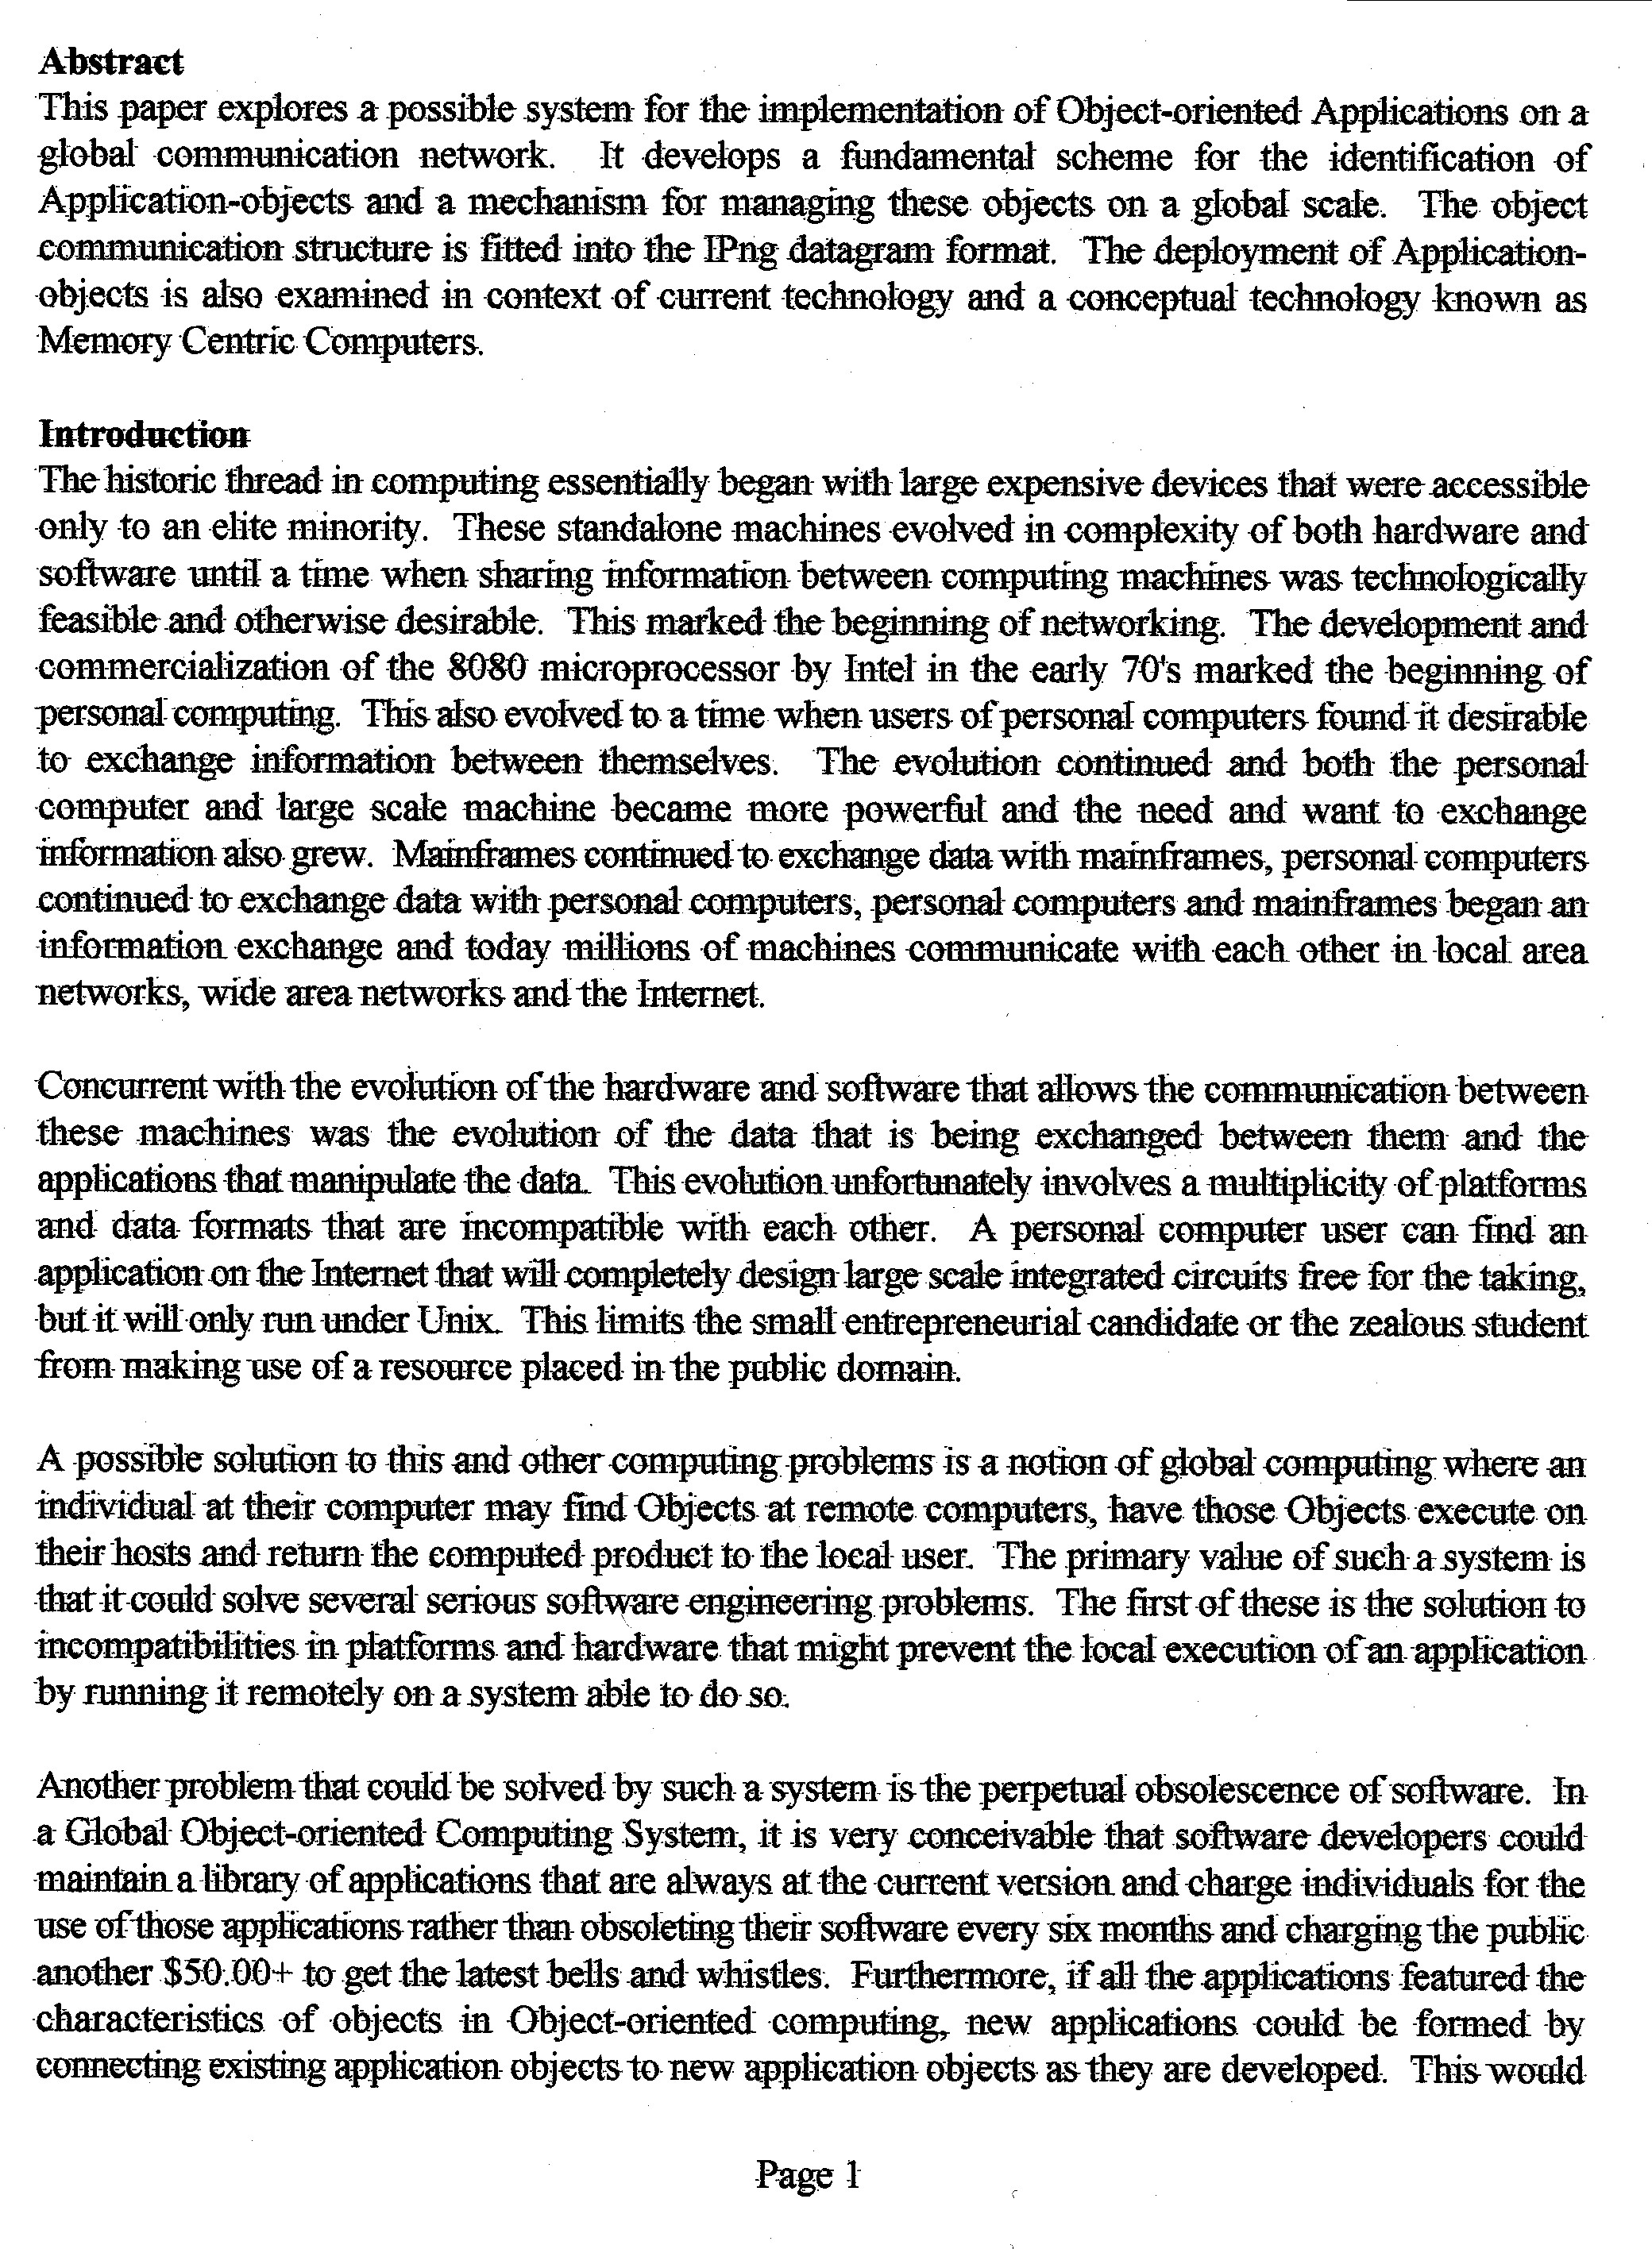 Abstract
This paper explores a possible system for the implementation of Object-oriented Applications on a
global communication network. It develops a fundamental scheme for the identification of
Application-objects and a mechanism for managing these objects on a global scale. The object
communication structure is fitted into the IPng datagram format. The deployment of Application-
objects is also examined in context of current technology and a conceptual technology known as
Memory Centric Computers.
Introduction
The historic thread in computing essentially began with large expensive devices that were accessible
only to an elite minority. These standalone machines evolved in complexity of both hardware and
software until a time when sharing information between computing machines was technologically
feasible and otherwise desirable. This marked the beginning of networking. The development and
commercialization of the 8080 microprocessor by Intel in the early 70's marked the beginning of
personal computing. This also evolved to a time when users of personal computers found it desirable
to exchange information between themselves. The evolution continued and both the personal
computer and large scale machine became more powerful and the need and want to exchange
information also grew. Mainframes continued to exchange data with mainframes, personal computers
continued to exchange data with personal computers, personal computers and mainframes began an
information exchange and today millions of machines communicate with each other in local area
networks, wide area networks and the Internet.
Concurrent with the evolution of the hardware and software that allows the communication between
these machines was the evolution of the data that is being exchanged between them and the
applications that manipulate the data. This evolution unfortunately involves a multiplicity of platforms
and data formats that are incompatible with each other. A personal computer user can find an
application on the Internet that will completely design large scale integrated circuits free for the taking,
but it will only run under Unix. This limits the small entrepreneurial candidate or the zealous student
from making use of a resource placed in the public domain.
A possible solution to this and other computing problems is a notion of global computing where an
individual at their computer may find Objects at remote computers, have those Objects execute on
their hosts and return the computed product to the local user. The primary value of such a system is
that it could solve several serious software engineering problems. The first of these is the solution to
incompatibilities in platforms and hardware that might prevent the local execution of an application
by running it remotely on a system able to do so.
Another problem that could be solved by such a system is the perpetual obsolescence of software. In
a Global Object-oriented Computing System, it is very conceivable that software developers could
maintain a library of applications that are always at the current version and charge individuals for the
use of those applications rather than obsoleting their software every six months and charging the public
another $50.00+ to get the latest bells and whistles. Furthermore, if all the applications featured the
characteristics of objects in Object-oriented computing, new applications could be formed by
connecting existing application objects to new application objects as they are developed. This would
Page 1